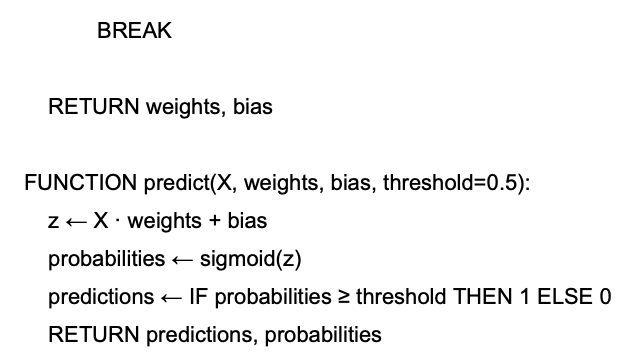 BREAK
RETURN weights, bias
FUNCTION predict(X, weights, bias, threshold=0.5):
z ← X · weights + bias
probabilities ← sigmoid(z)
predictions ← IF probabilities ≥ threshold THEN 1 ELSE 0
RETURN predictions, probabilities